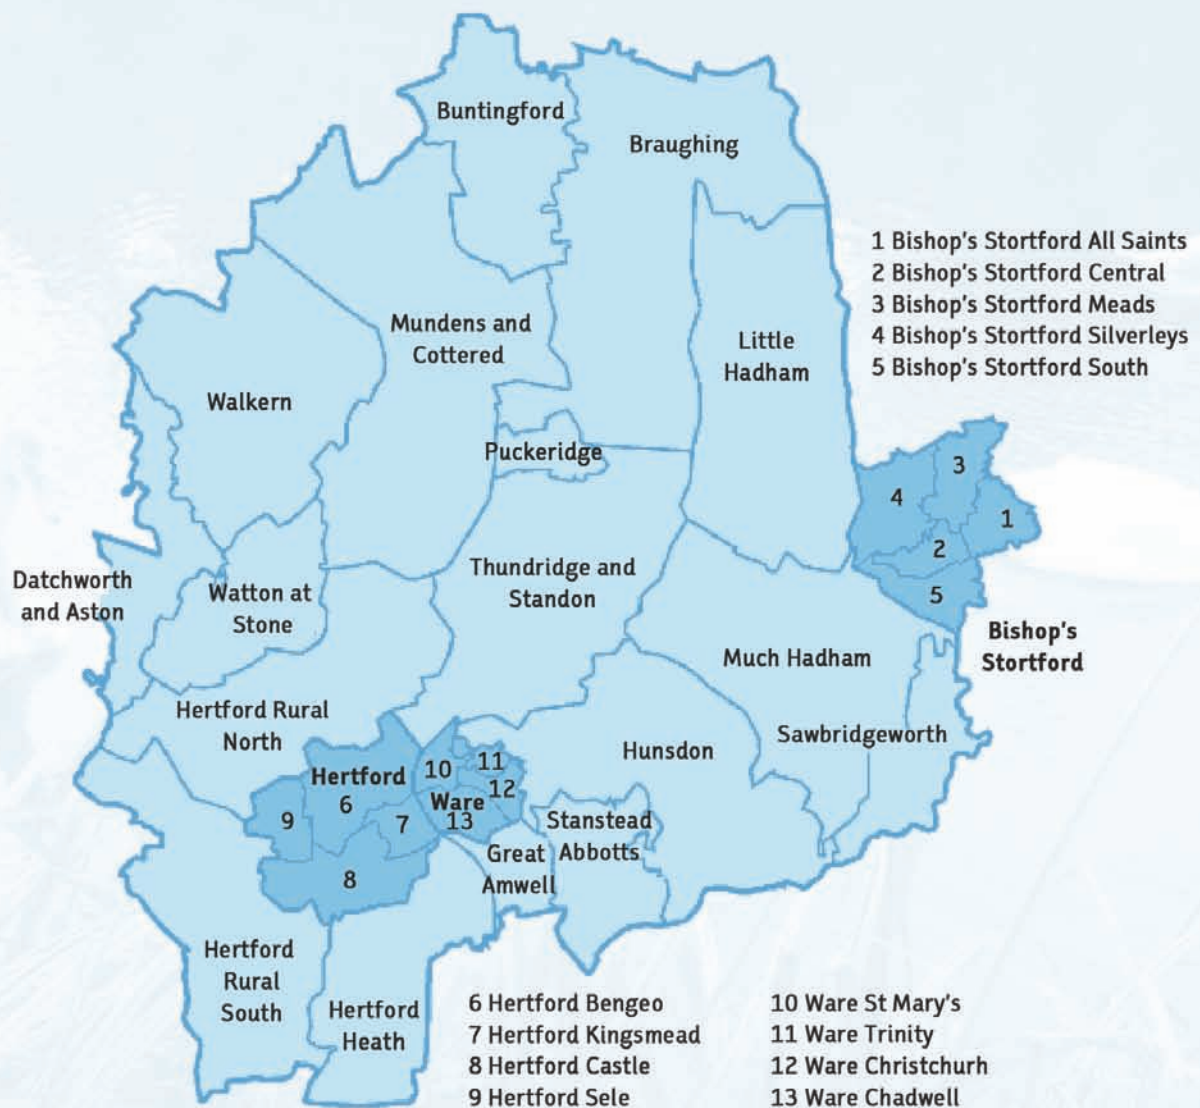 Buntingford
Braughing
1 Bishop's Stortford All Saints
2 Bishop's Stortford Central
3 Bishop's Stortford Meads
4 Bishop's Stortford Silverleys
5 Bishop's Stortford South
Mundens and
Cottered
Little
Hadham
Walkern
Puckeridge
3
4
1
2
5
Datchworth
and Aston
Watton at
Stone
Thundridge and
Standon
Bishop's
Stortford
Much Hadham
Hertford Rural
North
Sawbridgeworth
Hunsdon
Hertford
6
9
7
8
10
11
12
Ware
13
Stanstead
Abbotts
Great
Amwell
Hertford
Rural
South
Hertford
Heath
6 Hertford Bengeo
7 Hertford Kingsmead
8 Hertford Castle
9 Hertford Sele
10 Ware St Mary's
11 Ware Trinity
12 Ware Christchurh
13 Ware Chadwell